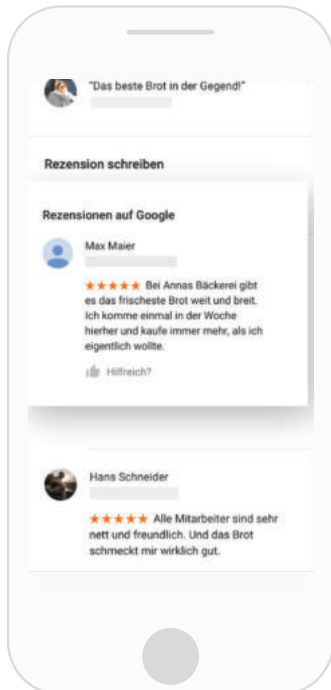 "Das beste Brot in der Gegend!"
Rezension schreiben
Rezensionen auf Google
Max Maier
★★★★★ Bei Annas Bäckerei gibt
es das frischeste Brot weit und breit.
Ich komme einmal in der Woche
hierher und kaufe immer mehr, als ich
eigentlich wollte.
Hilfreich?
Hans Schneider
★★★★★ Alle Mitarbeiter sind sehr
nett und freundlich. Und das Brot
schmeckt mir wirklich gut.